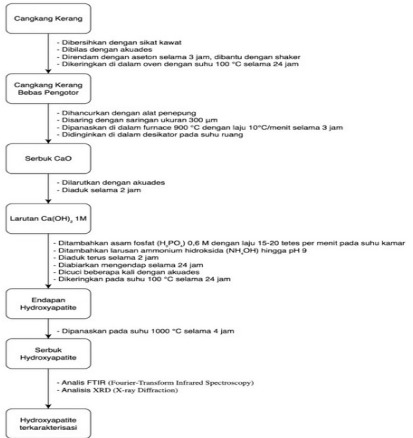 Cangkang Kerang
- Dibersihkan dengan sikat kawat
- Dibilas dengan akuades
- Direndam dengan aseton selama 3 jam, dibantu dengan shaker
- Dikeringkan di dalam oven dengan suhu 100 °C selama 24 jam
Cangkang Kerang
Bebas Pengotor
- Dihancurkan dengan alat penepung
- Disaring dengan saringan ukuran 300 µm
- Dipanaskan di dalam furnace 900 °C dengan laju 10°C/menit selama 3 jam
- Didinginkan di dalam desikator pada suhu ruang
Serbuk CaO
- Dilarutkan dengan akuades
- Diaduk selama 2 jam
Larutan Ca(OH)₂ 1M
- Ditambahkan asam fosfat (H₃PO₄) 0,6 M dengan laju 15-20 tetes per menit pada suhu kamar
- Ditambahkan larusan ammonium hidroksida (NH₄OH) hingga pH 9
- Diaduk terus selama 2 jam
- Diabiarkan mengendap selama 24 jam
- Dicuci beberapa kali dengan akuades
- Dikeringkan pada suhu 100 °C selama 24 jam
Endapan
Hydroxyapatite
- Dipanaskan pada suhu 1000 °C selama 4 jam
Serbuk
Hydroxyapatite
- Analis FTIR (Fourier-Transform Infrared Spectroscopy)
- Analisis XRD (X-ray Diffraction)
Hydroxyapatite
terkarakterisasi